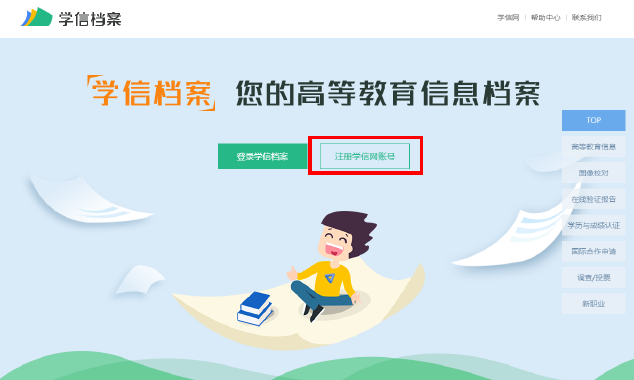 学信档案
学信网 | 帮助中心 | 联系我们
学信档案 您的高等教育信息档案
登录学信档案
注册学信网账号
TOP
高等教育信息
图像校对
在线验证报告
学历与成绩认证
国际合作申请
调查/投票
新职业